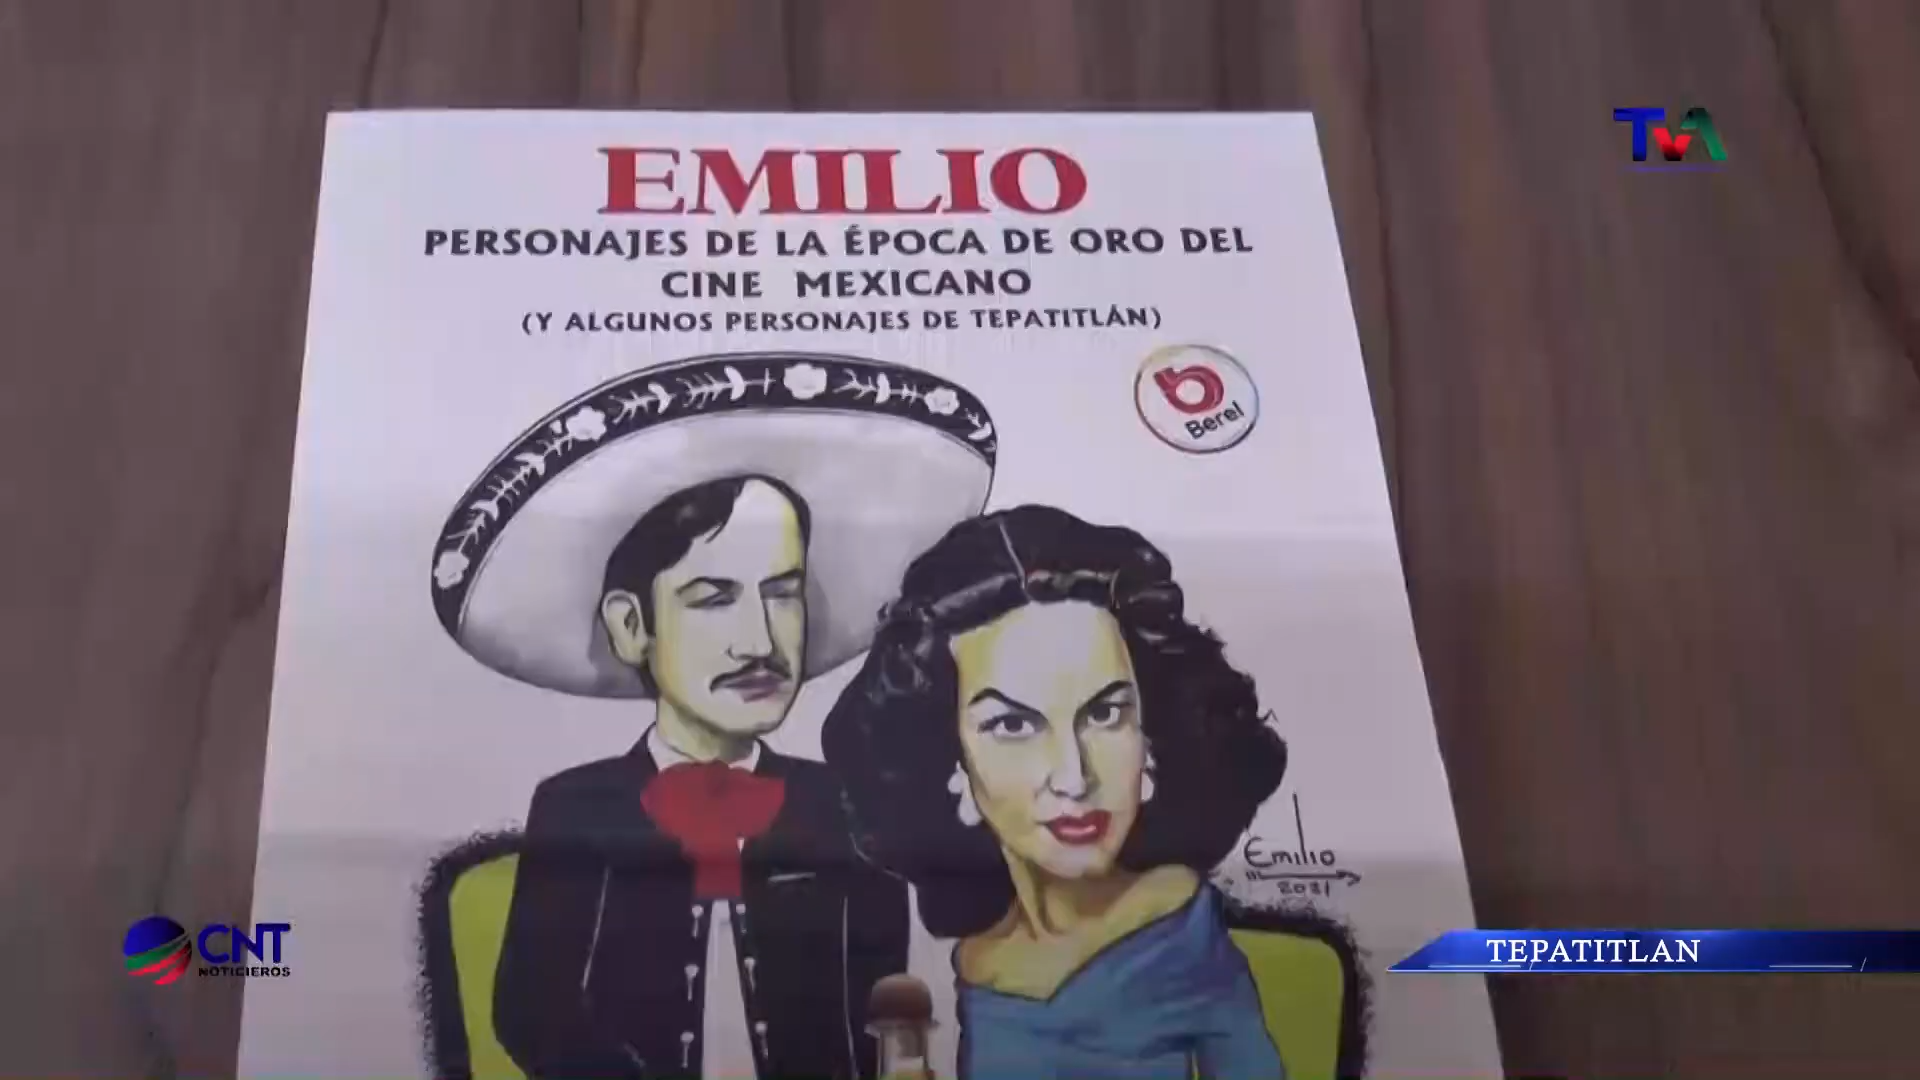 EMILIO
PERSONAJES DE LA ÉPOCA DE ORO DEL
CINE MEXICANO
(Y ALGUNOS PERSONAJES DE TEPATITLÁN)
b
Berel
Emilio
2021
TVA
CNT
NOTICIEROS
TEPATITLAN